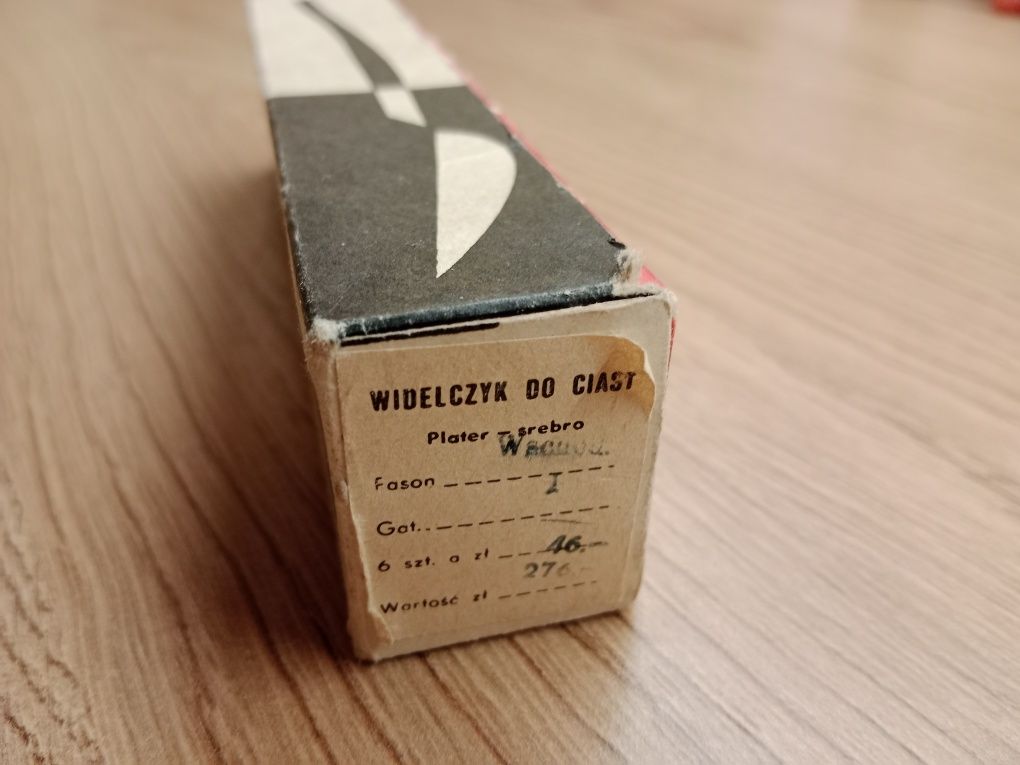 WIDELCZYK DO CIAST
Plater – srebro
Fason
I
Gat.
6 szt. a zł 46.–
276.-
Wartość zł